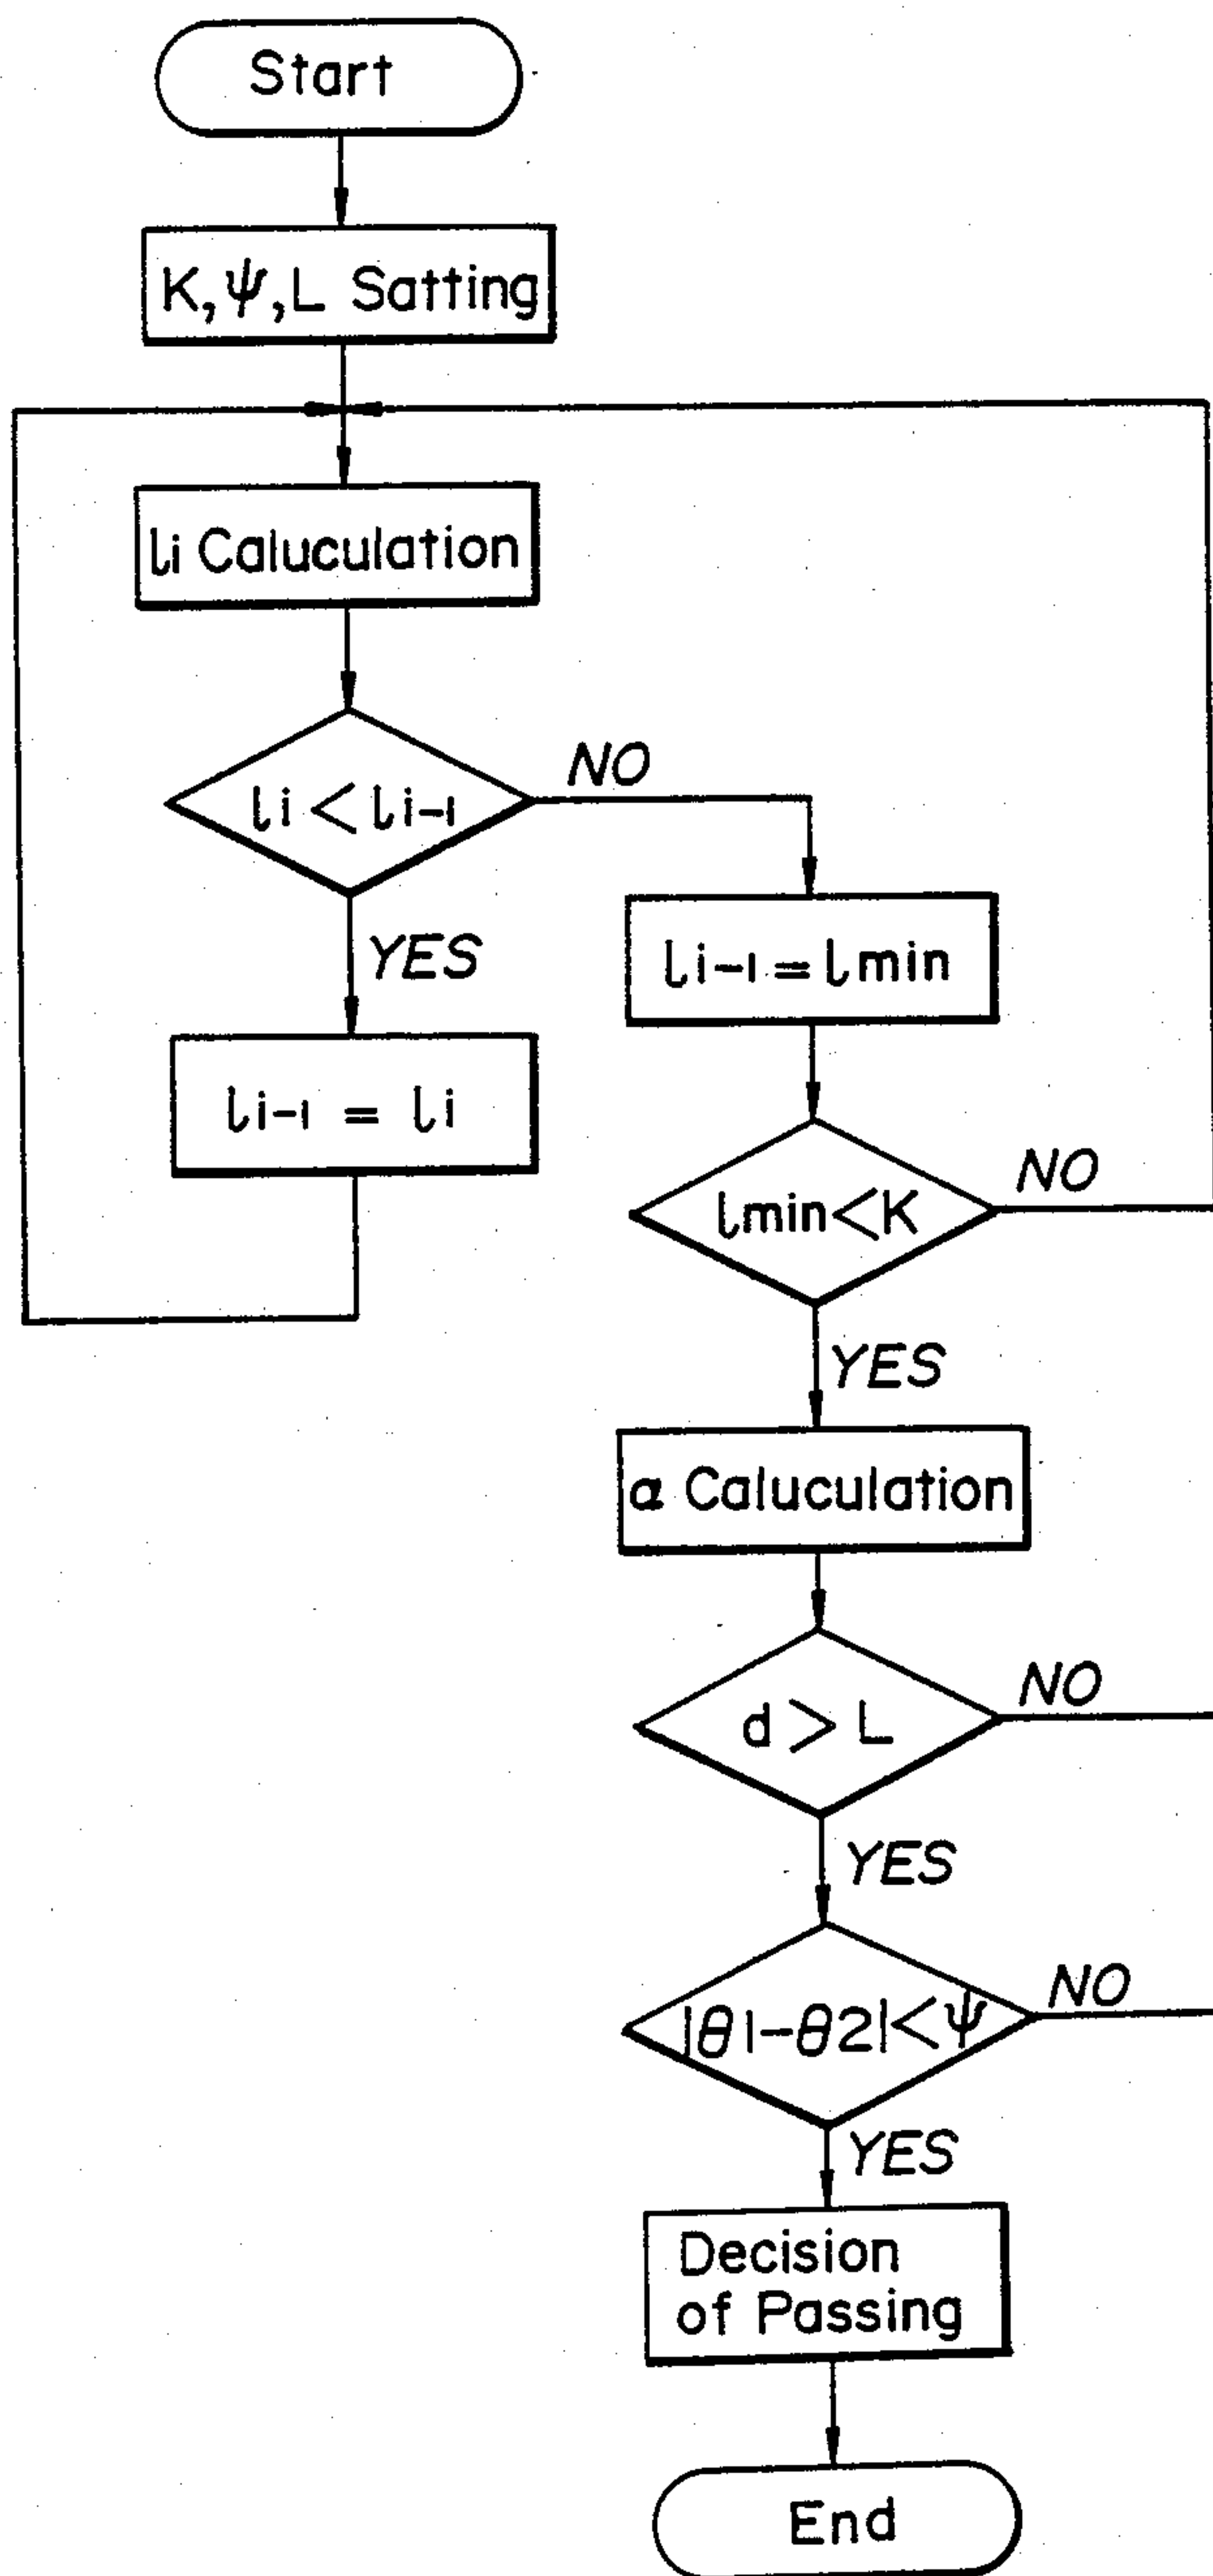 Start
K, ψ, L Satting
li Caluculation
li < li-1
NO
YES
li-1 = lmin
li-1 = li
lmin < K
NO
YES
α Caluculation
d > L
NO
YES
|θ1-θ2| < ψ
NO
YES
Decision
of Passing
End